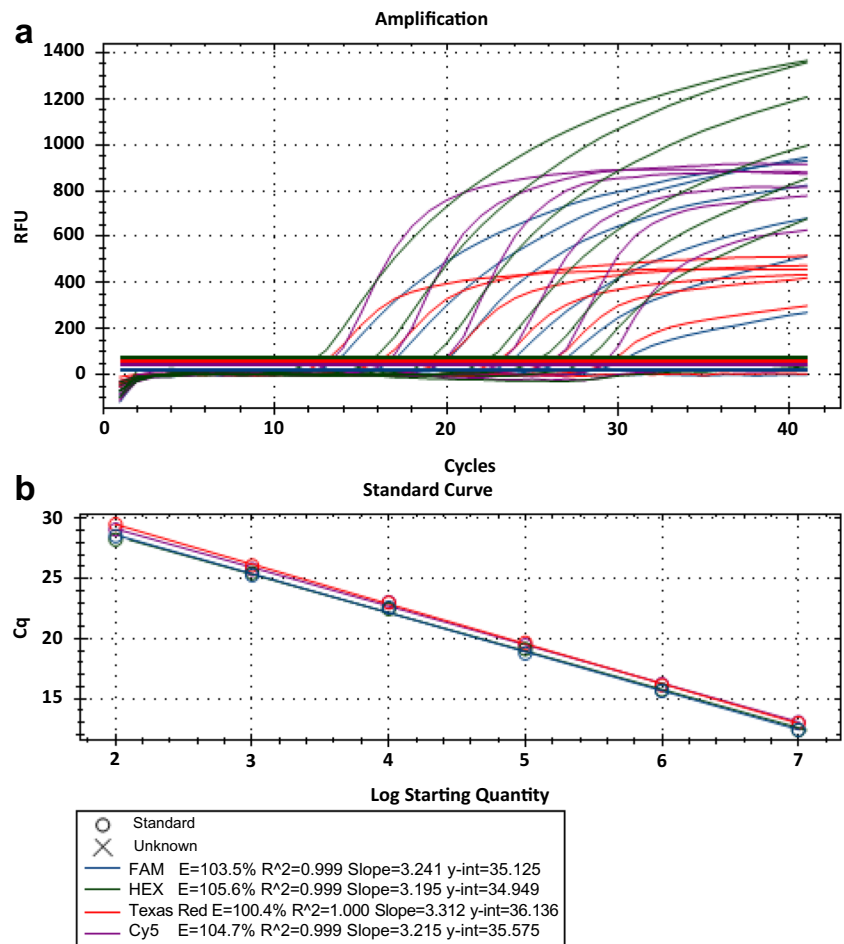 a
Amplification
1400
1200
1000
800
600
400
200
0
RFU
0 10 20 30 40
Cycles
b
Standard Curve
30
25
20
15
Cq
2 3 4 5 6 7
Log Starting Quantity
Standard
Unknown
FAM E=103.5% R^2=0.999 Slope=3.241 y-int=35.125
HEX E=105.6% R^2=0.999 Slope=3.195 y-int=34.949
Texas Red E=100.4% R^2=1.000 Slope=3.312 y-int=36.136
Cy5 E=104.7% R^2=0.999 Slope=3.215 y-int=35.575